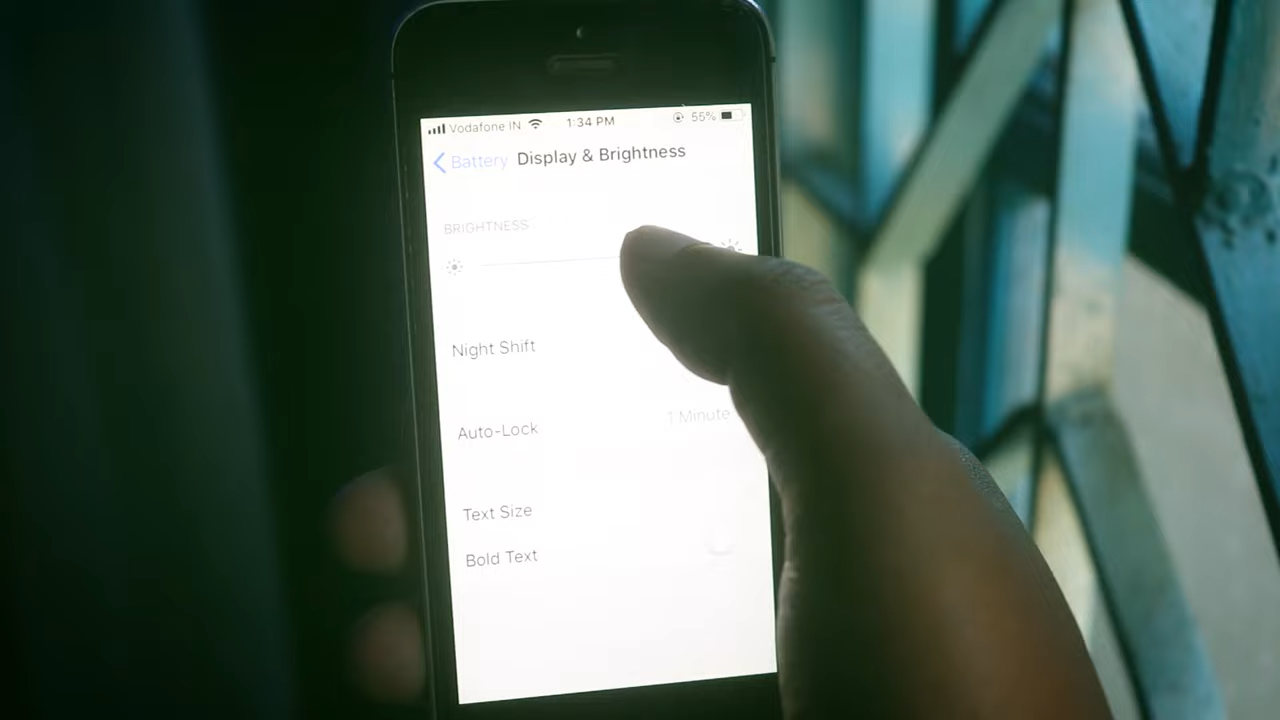 Vodafone IN 1:34 PM 55%
Battery Display & Brightness
BRIGHTNESS
Night Shift
Auto-Lock 1 Minute
Text Size
Bold Text